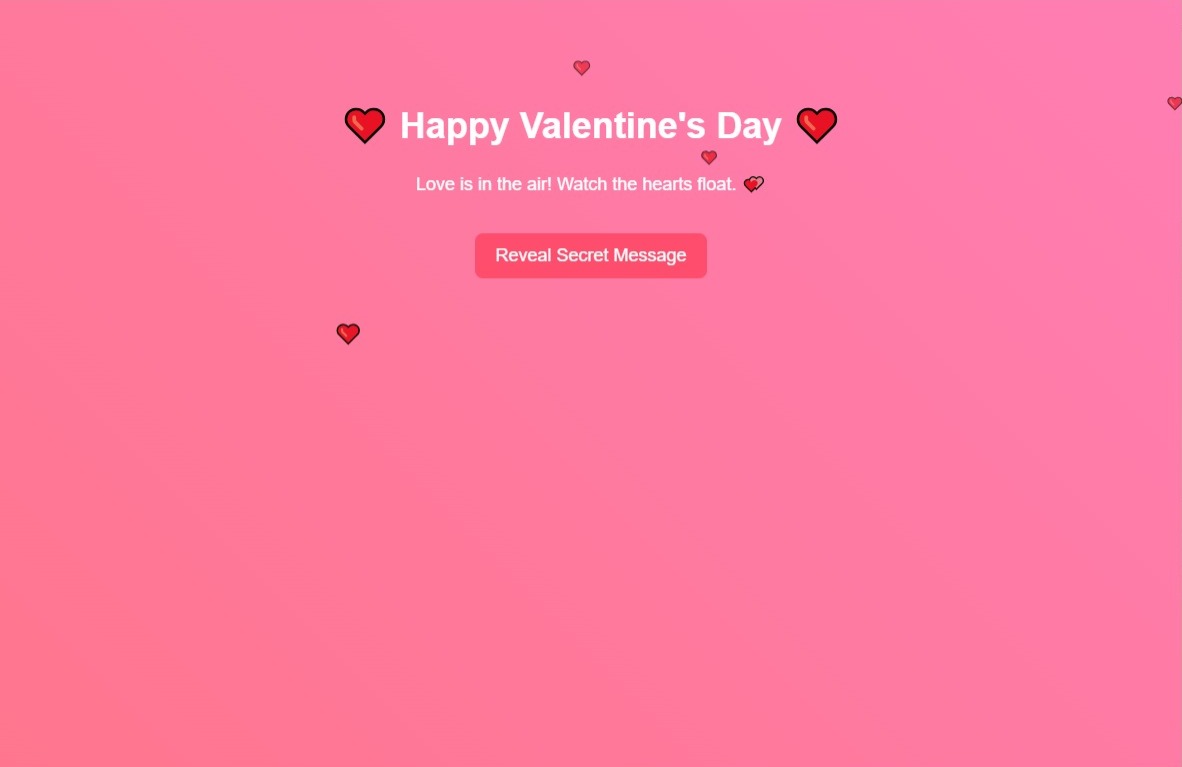 ❤️ Happy Valentine's Day ❤️
Love is in the air! Watch the hearts float. 💕
Reveal Secret Message